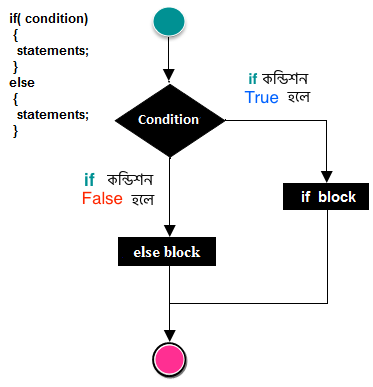 if( condition)
{
statements;
}
else
{
statements;
}
if কন্ডিশন
True হলে
Condition
if কন্ডিশন
False হলে
if block
else block